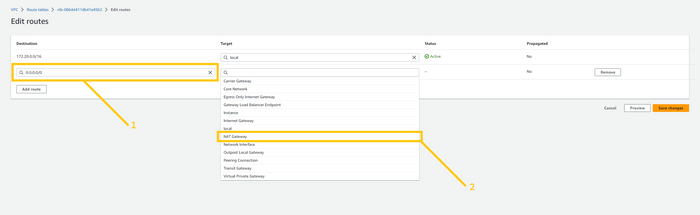 VPC > Route tables > rtb-08b6d411db41a4562 > Edit routes
Edit routes
Destination Target Status Propagated
172.20.0.0/16 local Active No
0.0.0.0/0 – No Remove
Carrier Gateway
Core Network
Egress Only Internet Gateway
Gateway Load Balancer Endpoint
Instance
Internet Gateway
local
NAT Gateway
Network Interface
Outpost Local Gateway
Peering Connection
Transit Gateway
Virtual Private Gateway
Add route
Cancel Preview Save changes
1
2